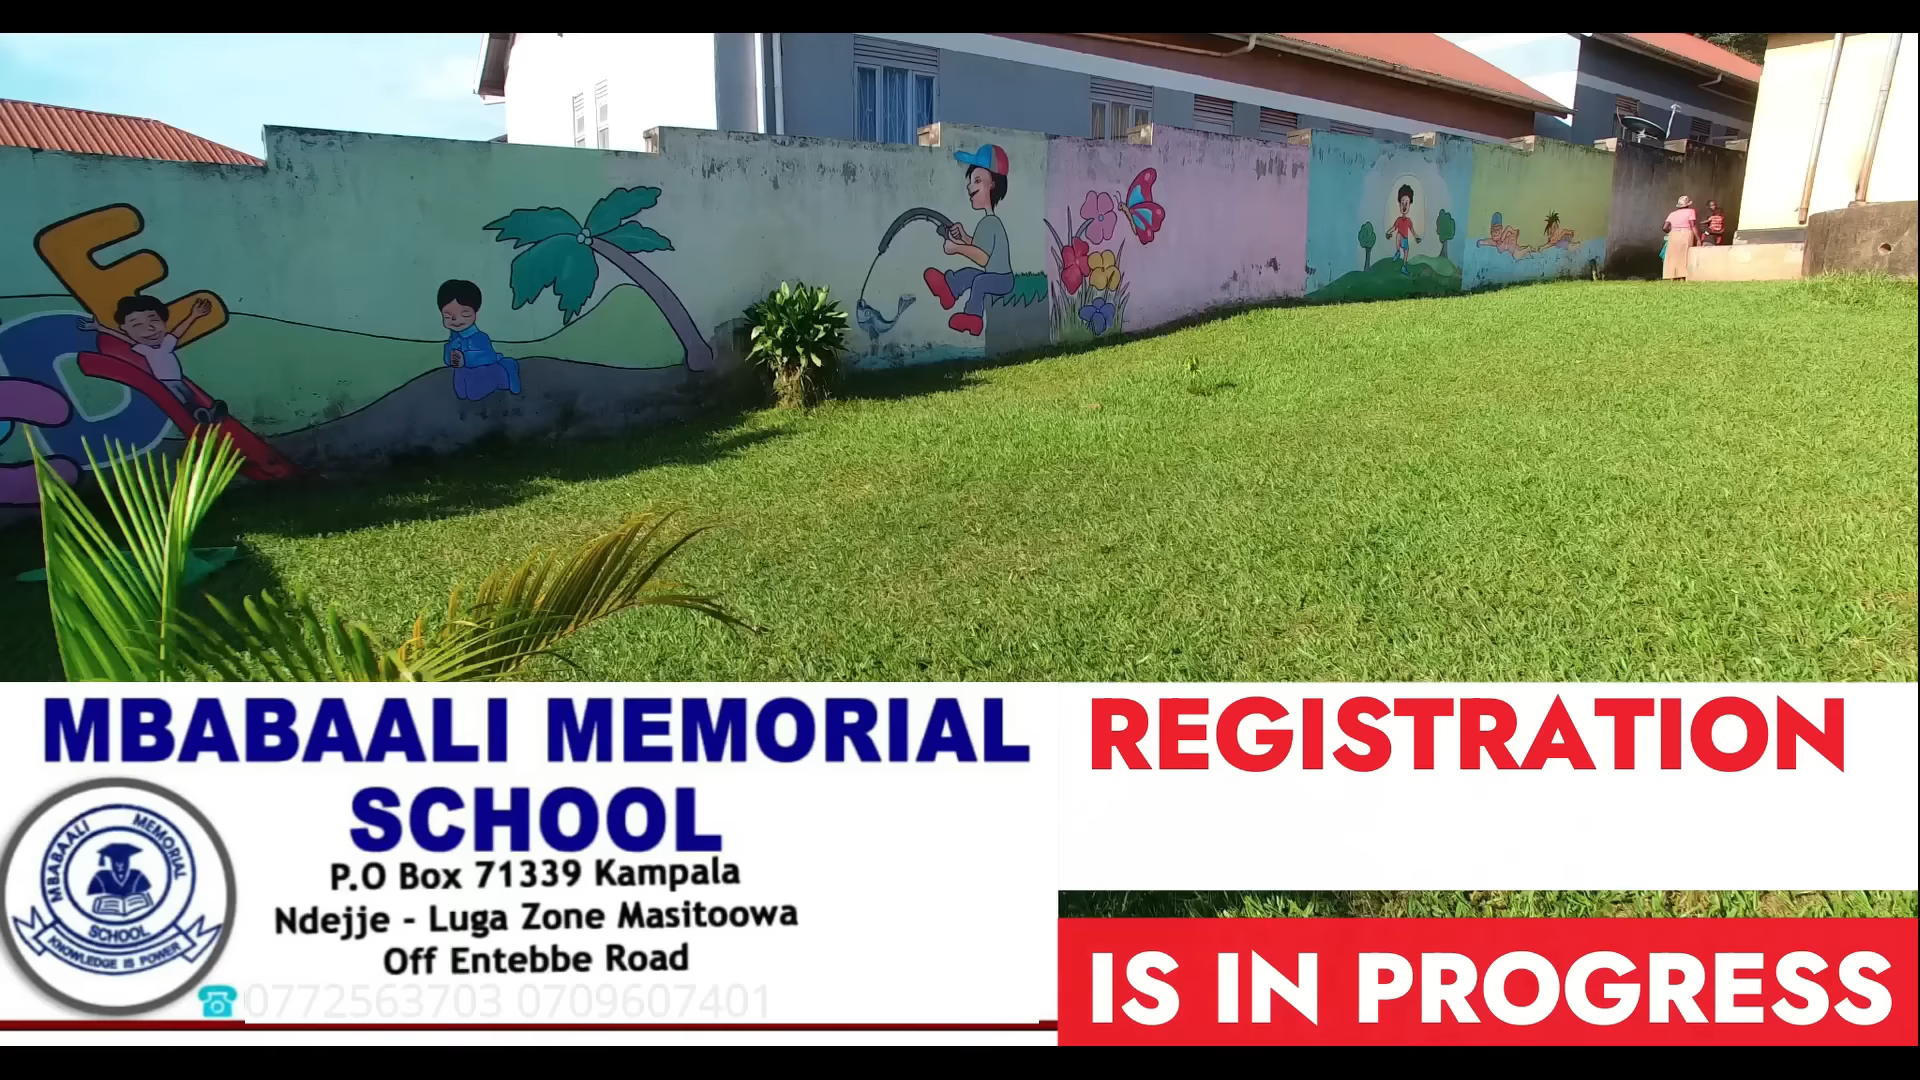 E
D
MBABAALI MEMORIAL
SCHOOL
P.O Box 71339 Kampala
Ndejje - Luga Zone Masitoowa
Off Entebbe Road
0772563703 0709607401
MBABAALI MEMORIAL
SCHOOL
KNOWLEDGE IS POWER
REGISTRATION
IS IN PROGRESS